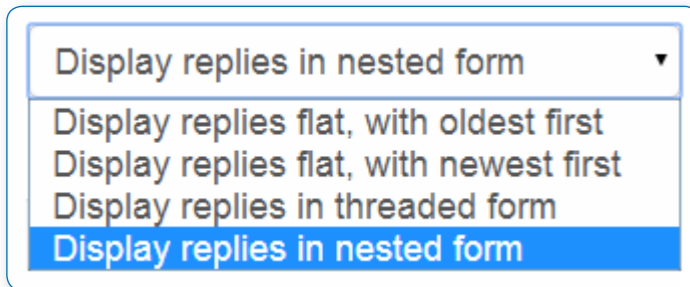 Display replies in nested form
Display replies flat, with oldest first
Display replies flat, with newest first
Display replies in threaded form
Display replies in nested form